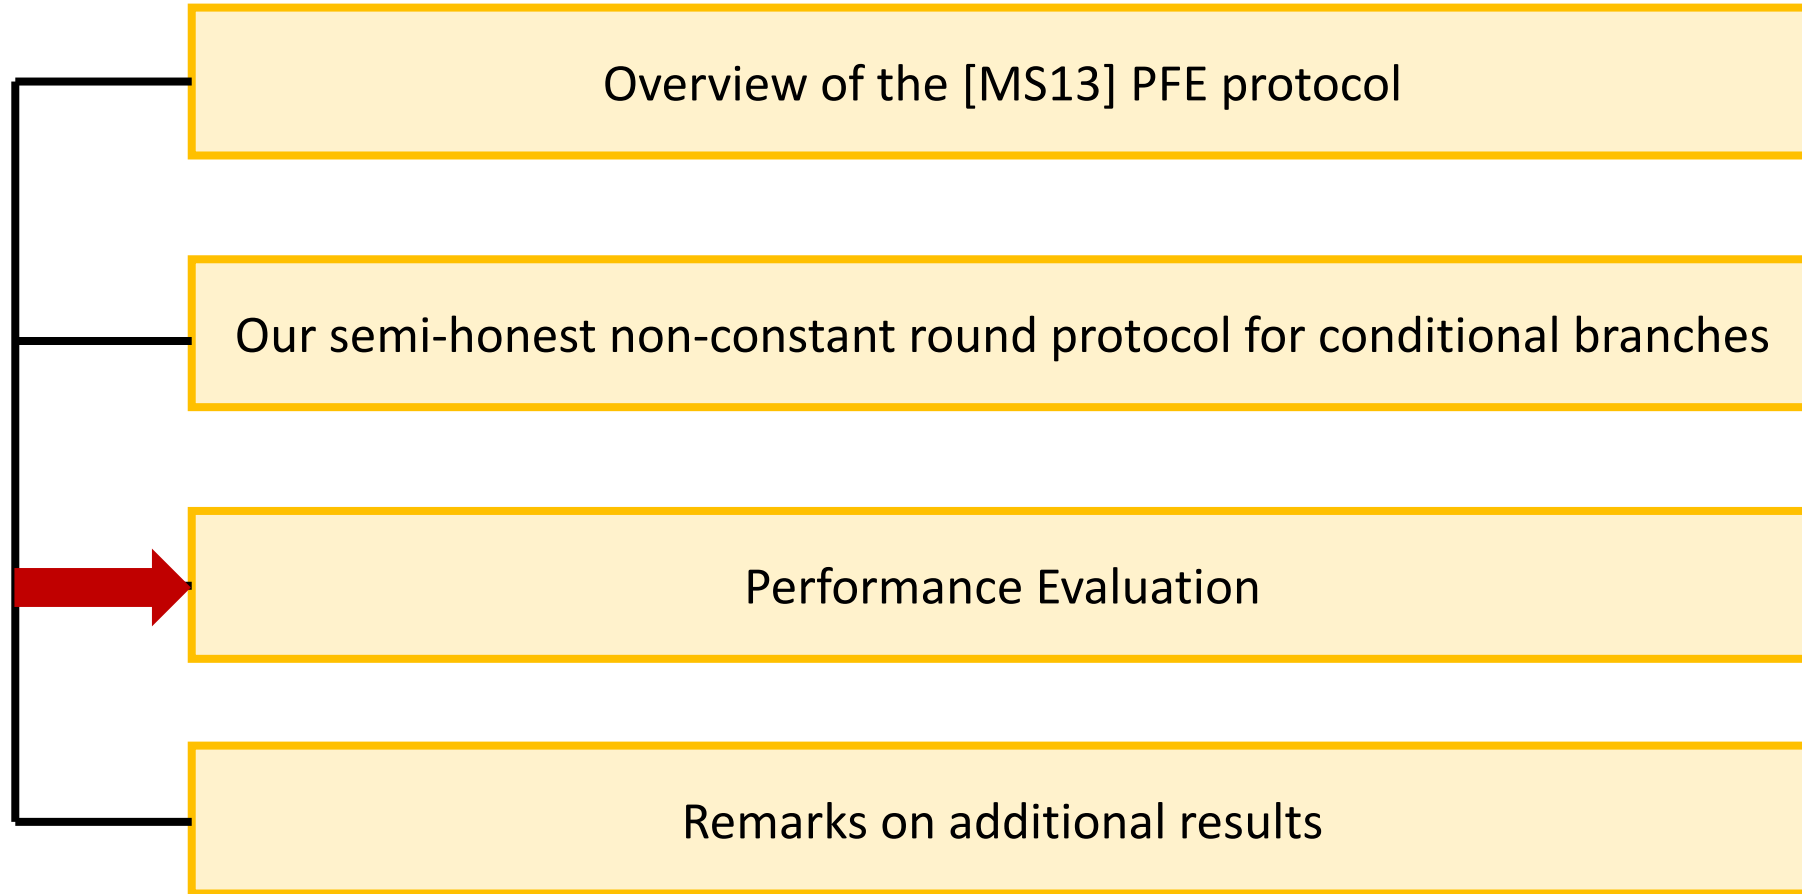 Overview of the [MS13] PFE protocol
Our semi-honest non-constant round protocol for conditional branches
Performance Evaluation
Remarks on additional results